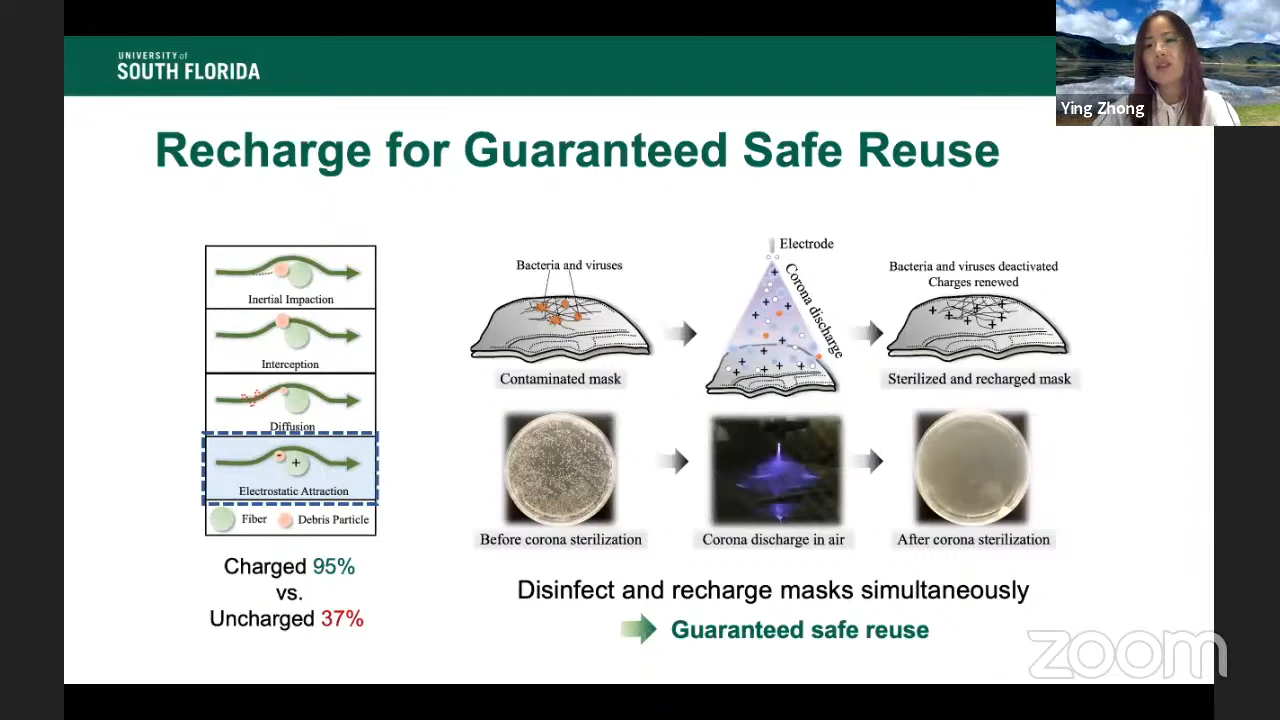 UNIVERSITY of
SOUTH FLORIDA
Ying Zhong
Recharge for Guaranteed Safe Reuse
Inertial Impaction
Interception
Diffusion
Electrostatic Attraction
Fiber
Debris Particle
Charged 95%
vs.
Uncharged 37%
Bacteria and viruses
Contaminated mask
Electrode
Corona discharge
Bacteria and viruses deactivated
Charges renewed
Sterilized and recharged mask
Before corona sterilization
Corona discharge in air
After corona sterilization
Disinfect and recharge masks simultaneously
Guaranteed safe reuse
zoom